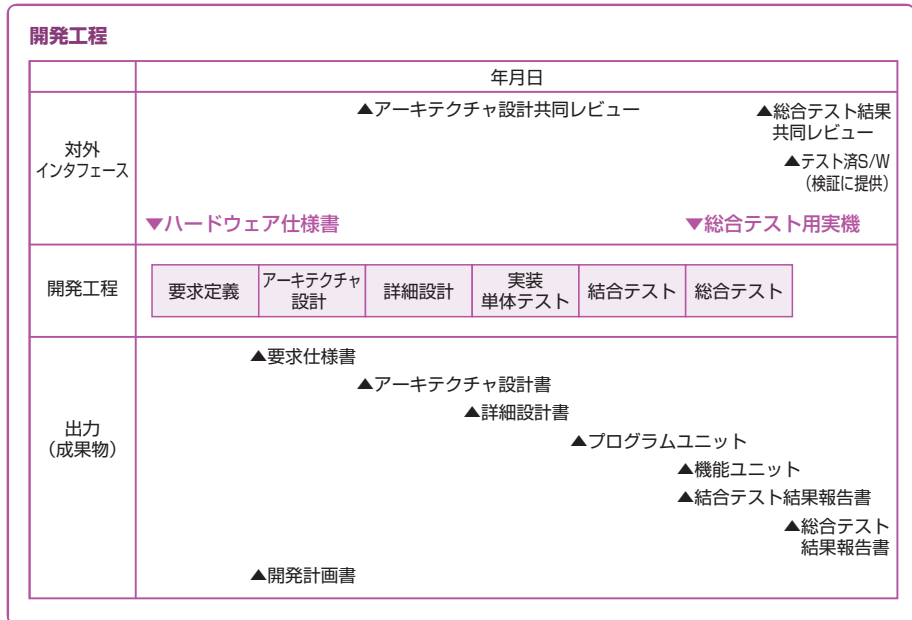 開発工程
年月日
対外
インタフェース
▲アーキテクチャ設計共同レビュー
▲総合テスト結果
共同レビュー
▲テスト済S/W
（検証に提供）
▼ハードウェア仕様書
▼総合テスト用実機
開発工程
要求定義
アーキテクチャ
設計
詳細設計
実装
単体テスト
結合テスト
総合テスト
出力
（成果物）
▲要求仕様書
▲アーキテクチャ設計書
▲詳細設計書
▲プログラムユニット
▲機能ユニット
▲結合テスト結果報告書
▲総合テスト
結果報告書
▲開発計画書